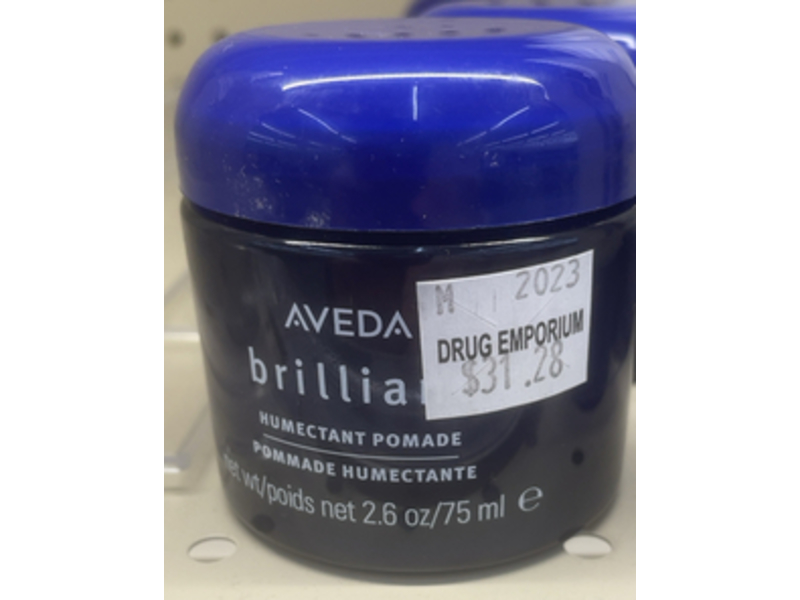 M 2023
DRUG EMPORIUM
$31.28
AVEDA
brillia
HUMECTANT POMADE
POMMADE HUMECTANTE
net wt/poids net 2.6 oz/75 ml e